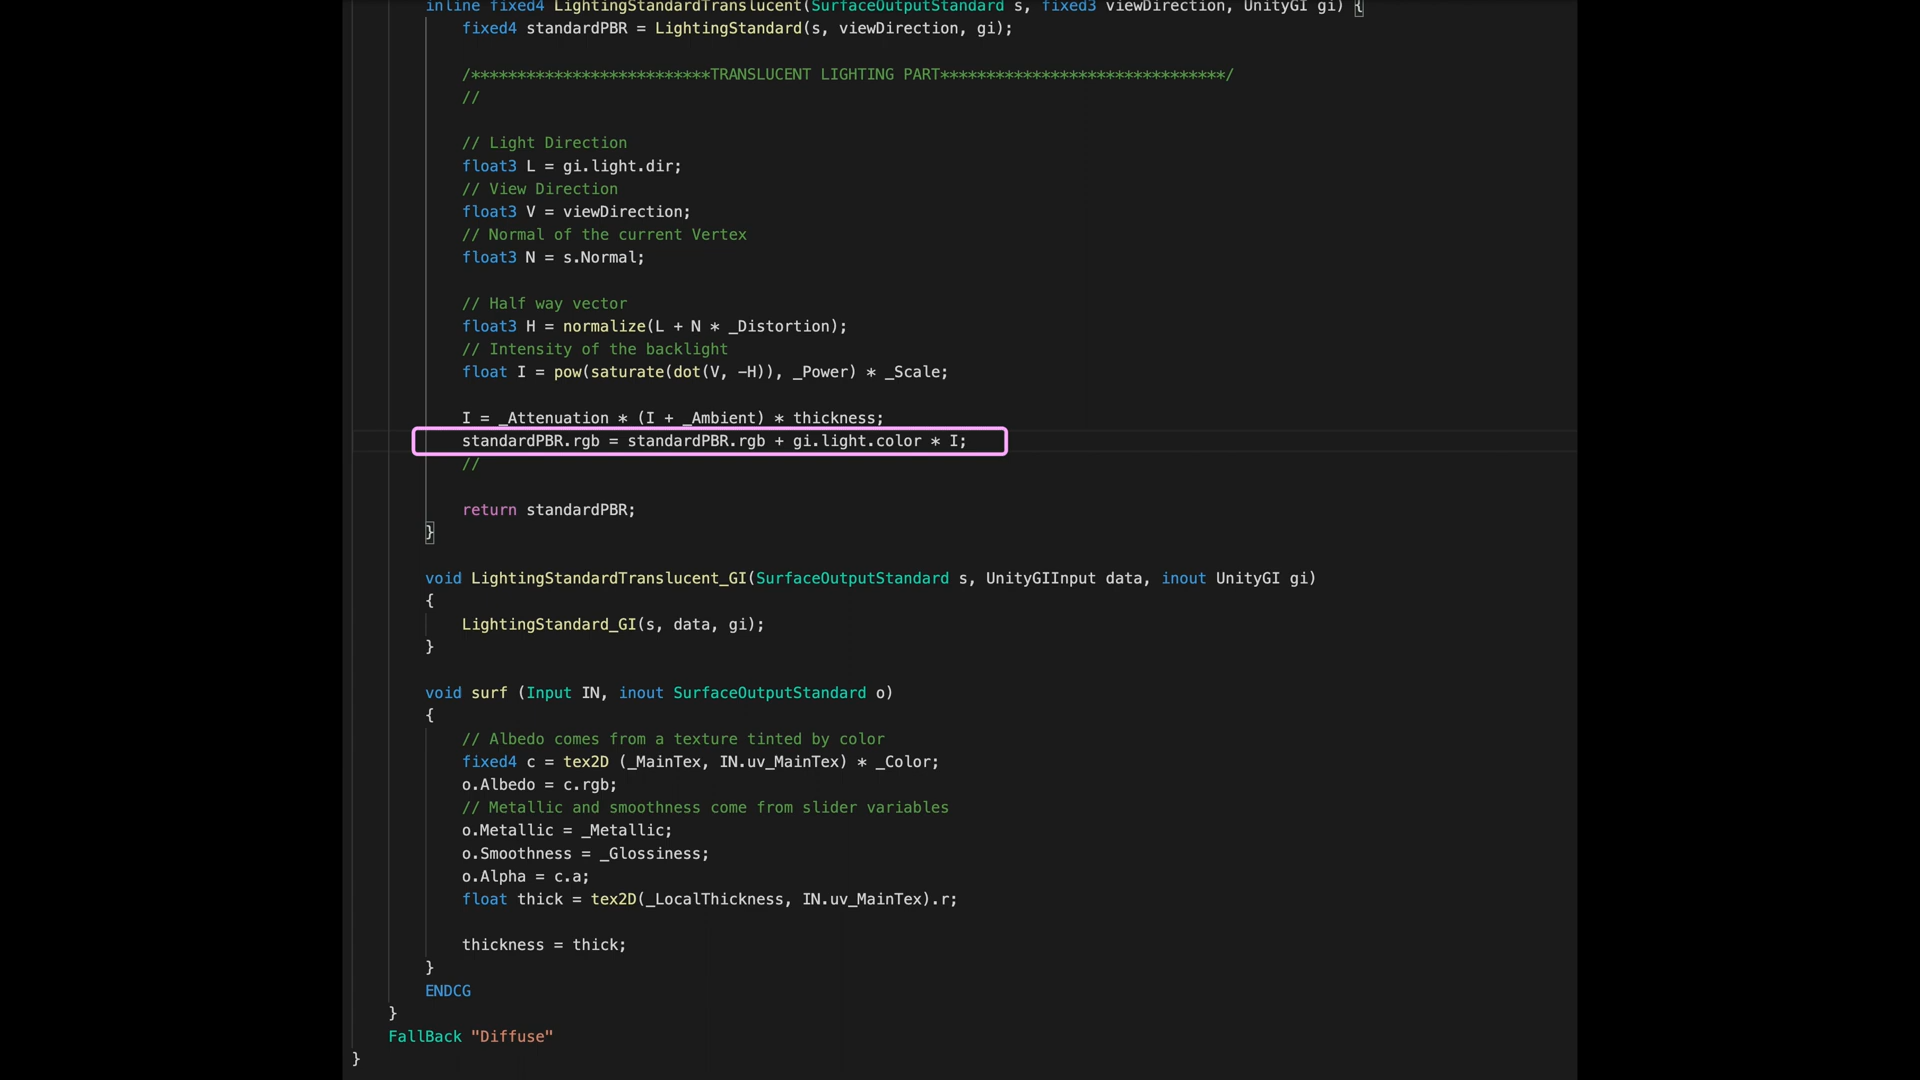 inline fixed4 LightingStandardTranslucent(SurfaceOutputStandard s, fixed3 viewDirection, UnityGI gi) {
fixed4 standardPBR = LightingStandard(s, viewDirection, gi);
/**************************TRANSLUCENT LIGHTING PART*******************************/
//
// Light Direction
float3 L = gi.light.dir;
// View Direction
float3 V = viewDirection;
// Normal of the current Vertex
float3 N = s.Normal;
// Half way vector
float3 H = normalize(L + N * _Distortion);
// Intensity of the backlight
float I = pow(saturate(dot(V, -H)), _Power) * _Scale;
I = _Attenuation * (I + _Ambient) * thickness;
standardPBR.rgb = standardPBR.rgb + gi.light.color * I;
//
return standardPBR;
}
void LightingStandardTranslucent_GI(SurfaceOutputStandard s, UnityGIInput data, inout UnityGI gi)
{
LightingStandard_GI(s, data, gi);
}
void surf (Input IN, inout SurfaceOutputStandard o)
{
// Albedo comes from a texture tinted by color
fixed4 c = tex2D (_MainTex, IN.uv_MainTex) * _Color;
o.Albedo = c.rgb;
// Metallic and smoothness come from slider variables
o.Metallic = _Metallic;
o.Smoothness = _Glossiness;
o.Alpha = c.a;
float thick = tex2D(_LocalThickness, IN.uv_MainTex).r;
thickness = thick;
}
ENDCG
}
FallBack "Diffuse"
}